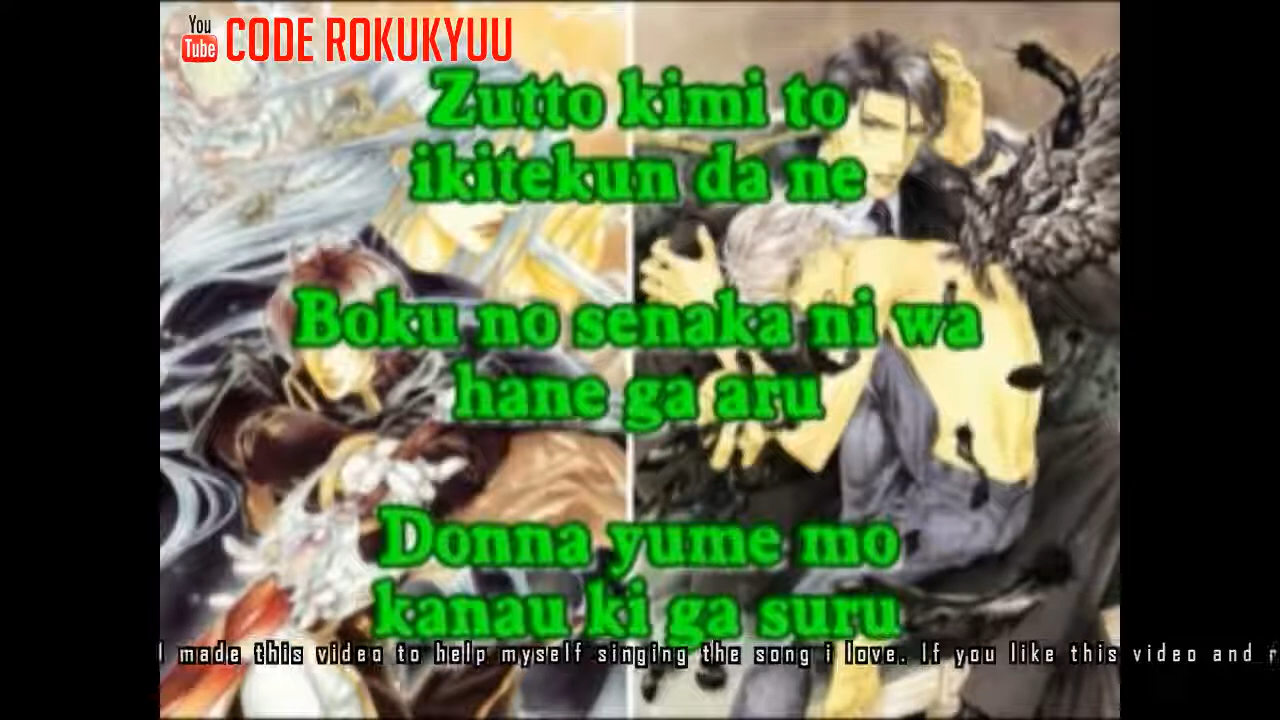 You
Tube CODE ROKUKYUU
Zutto kimi to
ikitekun da ne
Boku no senaka ni wa
hane ga aru
Donna yume mo
kanau ki ga suru
I made this video to help myself singing the song i love. If you like this video and